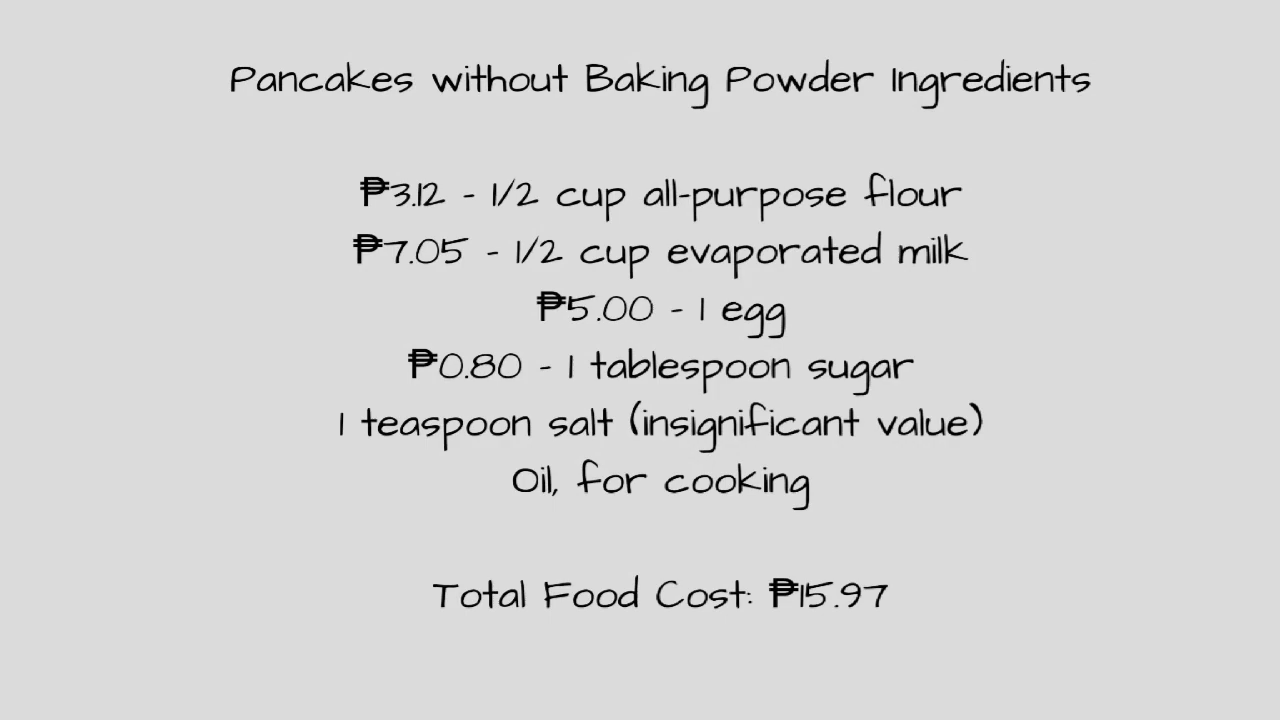 Pancakes without Baking Powder Ingredients
₱3.12 - 1/2 cup all-purpose flour
₱7.05 - 1/2 cup evaporated milk
₱5.00 - 1 egg
₱0.80 - 1 tablespoon sugar
1 teaspoon salt (insignificant value)
Oil, for cooking
Total Food Cost: ₱15.97